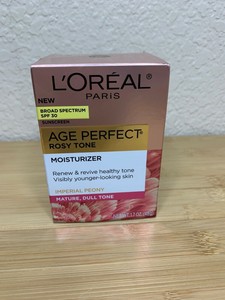 L'ORÉAL
PARIS
NEW
BROAD SPECTRUM
SPF 30
SUNSCREEN
AGE PERFECT®
ROSY TONE
MOISTURIZER
Renew & revive healthy tone
Visibly younger-looking skin
IMPERIAL PEONY
MATURE, DULL TONE